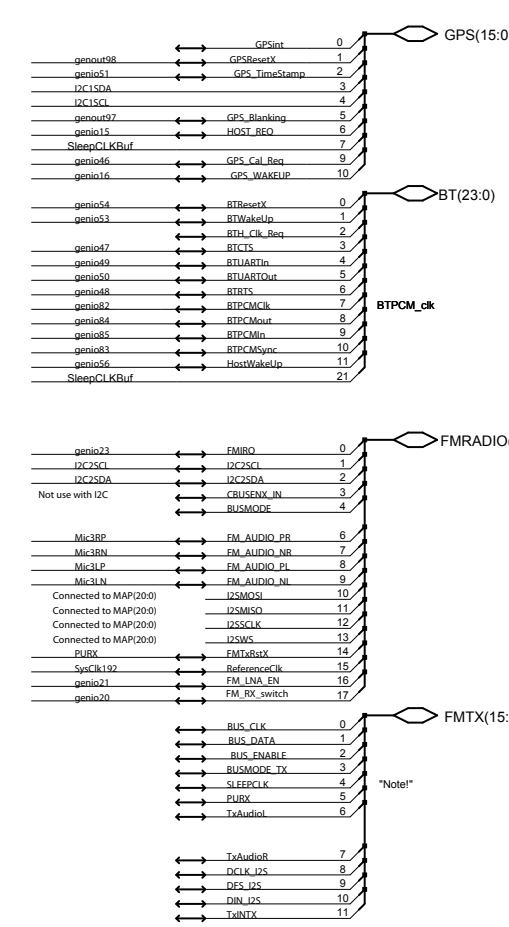 GPS(15:0
GPSint 0
genout98 GPSResetX 1
genio51 GPS_TimeStamp 2
I2C1SDA 3
I2C1SCL 4
genout97 GPS_Blanking 5
genio15 HOST_REQ 6
SleepCLKBuf 7
genio46 GPS_Cal_Req 9
genio16 GPS_WAKEUP 10
BT(23:0)
genio54 BTResetX 0
genio53 BTWakeUp 1
BTH_Clk_Req 2
genio47 BTCTS 3
genio49 BTUARTIn 4
genio50 BTUARTOut 5
genio48 BTRTS 6
genio82 BTPCMClk 7 BTPCM_clk
genio84 BTPCMout 8
genio85 BTPCMIn 9
genio83 BTPCMSync 10
genio56 HostWakeUp 11
SleepCLKBuf 21
FMRADIO(
genio23 FMIRQ 0
I2C2SCL I2C2SCL 1
I2C2SDA I2C2SDA 2
Not use with I2C CBUSENX_IN 3
BUSMODE 4
Mic3RP FM_AUDIO_PR 6
Mic3RN FM_AUDIO_NR 7
Mic3LP FM_AUDIO_PL 8
Mic3LN FM_AUDIO_NL 9
Connected to MAP(20:0) I2SMOSI 10
Connected to MAP(20:0) I2SMISO 11
Connected to MAP(20:0) I2SSCLK 12
Connected to MAP(20:0) I2SWS 13
PURX FMTxRstX 14
SysClk192 ReferenceClk 15
genio21 FM_LNA_EN 16
genio20 FM_RX_switch 17
FMTX(15:
BUS_CLK 0
BUS_DATA 1
BUS_ENABLE 2
BUSMODE_TX 3
SLEEPCLK 4 "Note!"
PURX 5
TxAudioL 6
TxAudioR 7
DCLK_I2S 8
DFS_I2S 9
DIN_I2S 10
TxINTX 11